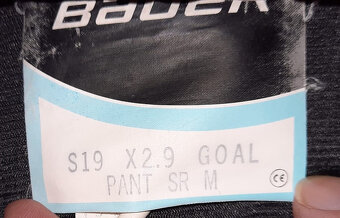 BAUER
S19 X2.9 GOAL
PANT SR M
CE